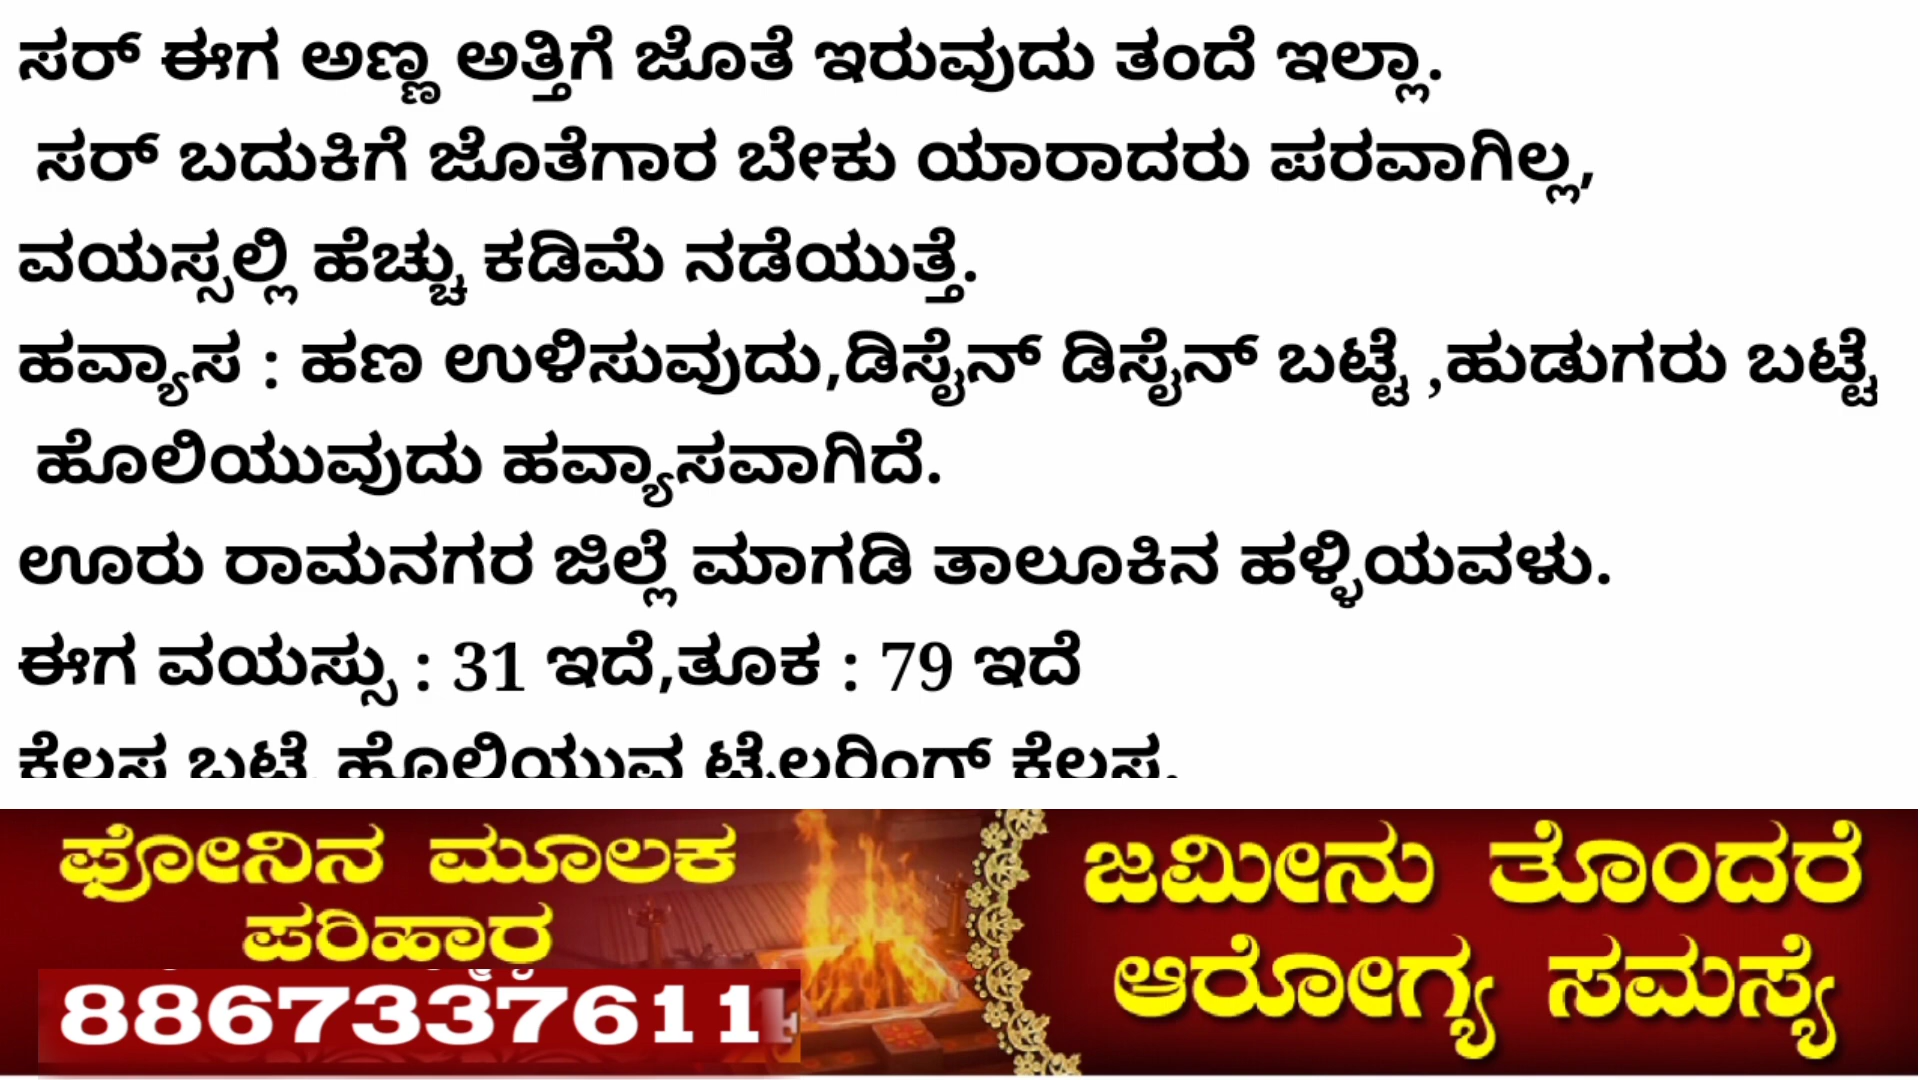 ಸರ್ ಈಗ ಅಣ್ಣ ಅತ್ತಿಗೆ ಜೊತೆ ಇರುವುದು ತಂದೆ ಇಲ್ಲಾ.
ಸರ್ ಬದುಕಿಗೆ ಜೊತೆಗಾರ ಬೇಕು ಯಾರಾದರು ಪರವಾಗಿಲ್ಲ,
ವಯಸ್ಸಲ್ಲಿ ಹೆಚ್ಚು ಕಡಿಮೆ ನಡೆಯುತ್ತೆ.
ಹವ್ಯಾಸ : ಹಣ ಉಳಿಸುವುದು,ಡಿಸೈನ್ ಡಿಸೈನ್ ಬಟ್ಟೆ ,ಹುಡುಗರು ಬಟ್ಟೆ
ಹೊಲಿಯುವುದು ಹವ್ಯಾಸವಾಗಿದೆ.
ಊರು ರಾಮನಗರ ಜಿಲ್ಲೆ ಮಾಗಡಿ ತಾಲೂಕಿನ ಹಳ್ಳಿಯವಳು.
ಈಗ ವಯಸ್ಸು : 31 ಇದೆ,ತೂಕ : 79 ಇದೆ
ಕೆಲಸ ಬಟ್ಟೆ ಹೊಲಿಯುವ ಟೈಲರಿಂಗ್ ಕೆಲಸ.
ಫೋನಿನ ಮೂಲಕ
ಪರಿಹಾರ
8867337611
ಜಮೀನು ತೊಂದರೆ
ಆರೋಗ್ಯ ಸಮಸ್ಯೆ